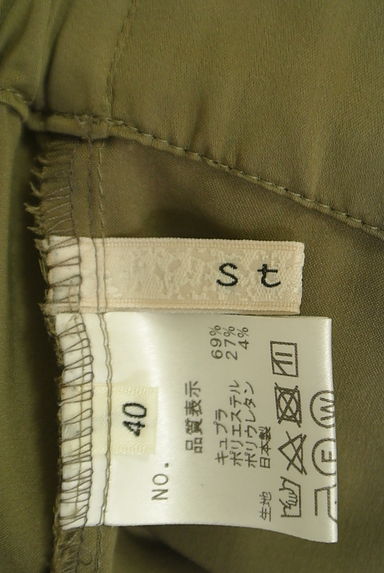 St
40
NO.
品質表示
キュプラ 69%
ポリエステル 27%
ポリウレタン 4%
日本製
生地
F W